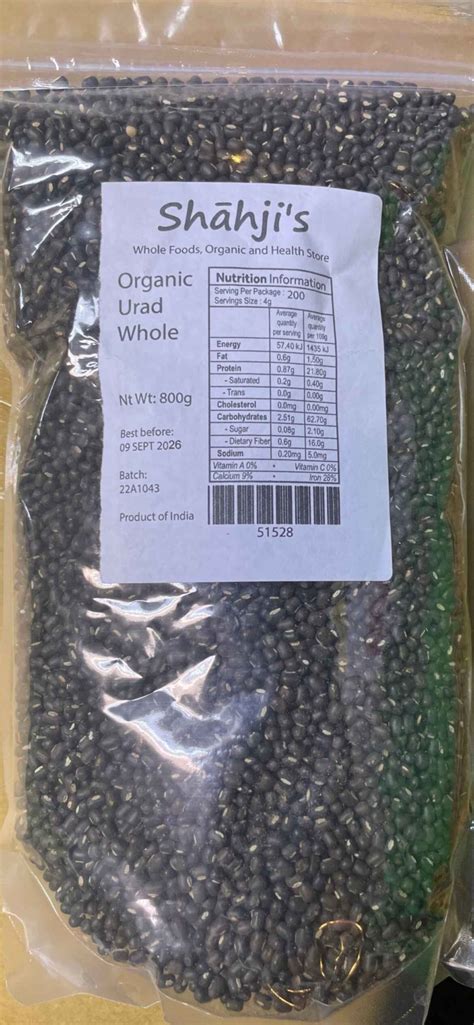 Shāhji's
Whole Foods, Organic and Health Store
Organic
Urad
Whole
Nt Wt: 800g
Best before:
09 SEPT 2026
Batch:
22A1043
Product of India
Nutrition Information
Serving Per Package : 200
Servings Size : 4g
Average quantity per serving Average quantity per 100g
Energy 57.40 kJ 1435 kJ
Fat 0.6g 1.50g
Protein 0.87g 21.80g
- Saturated 0.2g 0.40g
- Trans 0.0g 0.00g
Cholesterol 0.0mg 0.00mg
Carbohydrates 2.51g 62.70g
- Sugar 0.08g 2.10g
- Dietary Fiber 0.6g 16.0g
Sodium 0.20mg 5.0mg
Vitamin A 0% • Vitamin C 0%
Calcium 9% • Iron 26%
51528